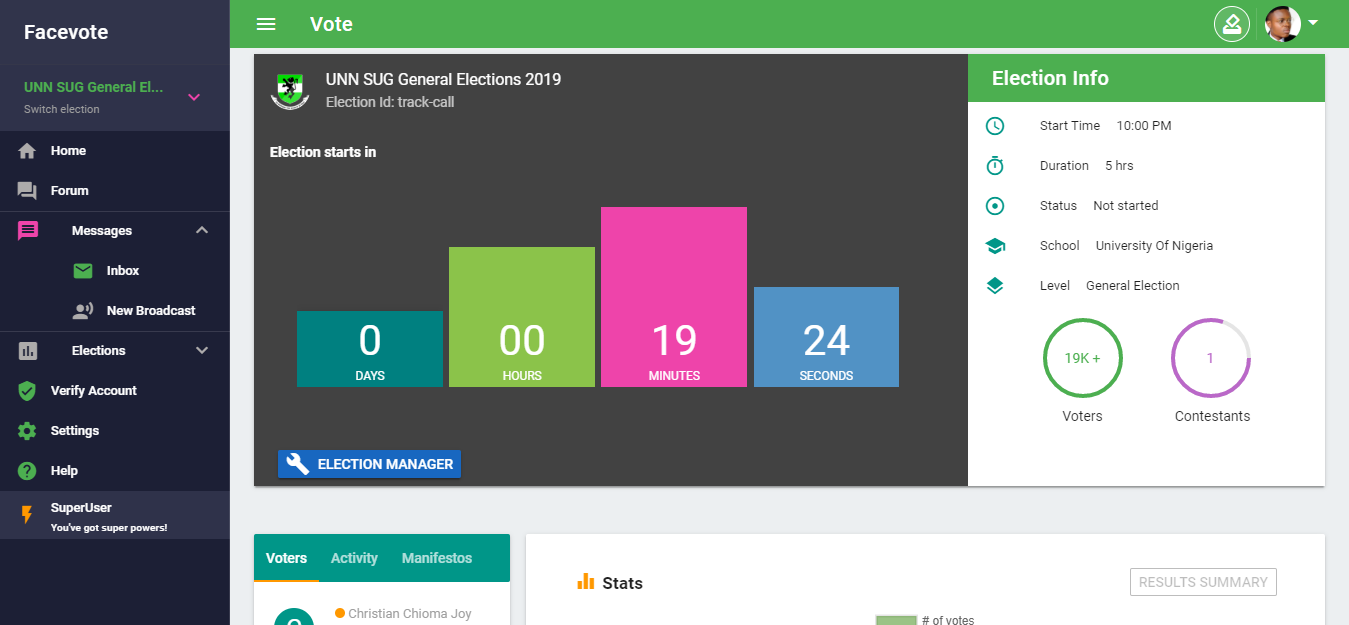 Facevote
Vote
UNN SUG General El...
Switch election
Home
Forum
Messages
Inbox
New Broadcast
Elections
Verify Account
Settings
Help
SuperUser
You've got super powers!
UNN SUG General Elections 2019
Election Id: track-call
Election starts in
0
DAYS
00
HOURS
19
MINUTES
24
SECONDS
ELECTION MANAGER
Election Info
Start Time 10:00 PM
Duration 5 hrs
Status Not started
School University Of Nigeria
Level General Election
19K +
Voters
1
Contestants
Voters Activity Manifestos
Christian Chioma Joy
Stats
RESULTS SUMMARY
# of votes